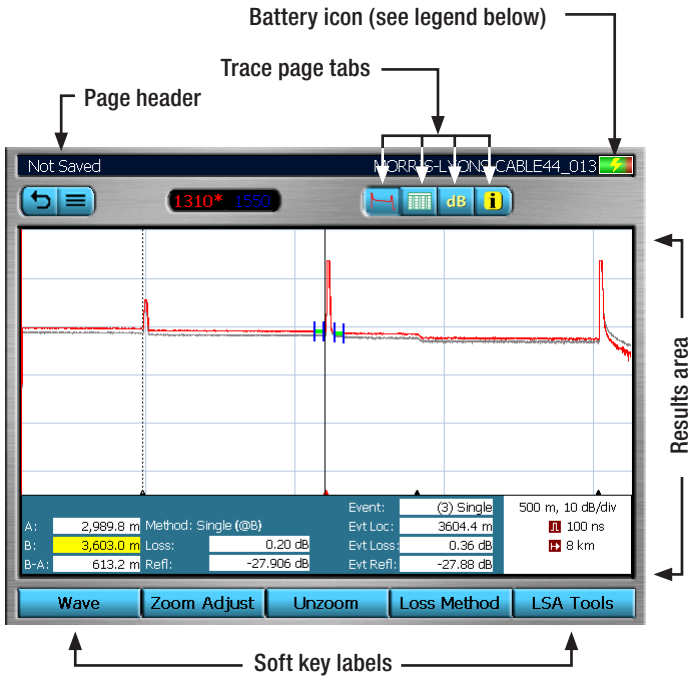 Battery icon (see legend below)
Trace page tabs
Page header
Not Saved MORRIS-LYONS-CABLE44_013
1310* 1550 dB i
Results area
Event: (3) Single 500 m, 10 dB/div
A: 2,989.8 m Method: Single (@B) Evt Loc: 3604.4 m 100 ns
B: 3,603.0 m Loss: 0.20 dB Evt Loss: 0.36 dB 8 km
B-A: 613.2 m Refl: -27.906 dB Evt Refl: -27.88 dB
Wave Zoom Adjust Unzoom Loss Method LSA Tools
Soft key labels